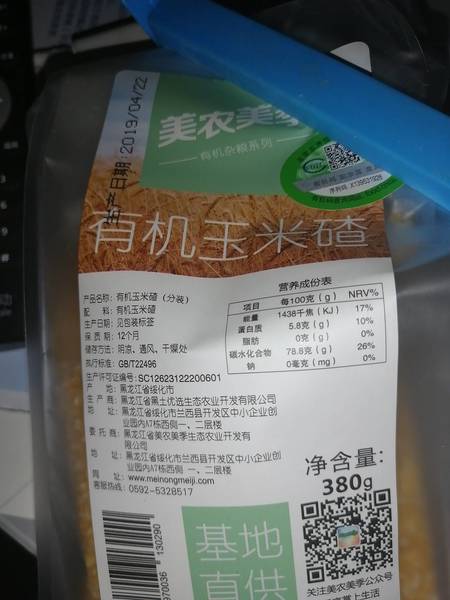 生产日期:2019/04/22
美农美季
有机杂粮系列
有机玉米碴
产品名称: 有机玉米碴 (分装)
配 料: 有机玉米碴
生产日期: 见包装标签
保 质 期: 12个月
储存方法: 阴凉、通风、干燥处
执行标准: GB/T22496
生产许可证编号: SC12623122200601
产 地: 黑龙江省绥化市
生 产 商: 黑龙江省黑土优选生态农业开发有限公司
地 址: 黑龙江省绥化市兰西县开发区中小企业创
业园内A7栋西侧一、二层楼
委 托 商: 黑龙江省美农美季生态农业开发有
限公司
地 址: 黑龙江省绥化市兰西县开发区中小企业创
业园内A7栋西侧 一、二层楼
网 址: www.meinongmeiji.com
客服热线: 0592-5328517
营养成份表
项目 每100克 (g) NRV%
能量 1438千焦 (KJ) 17%
蛋白质 5.8克 (g) 10%
脂肪 0克 (g) 0%
碳水化合物 78.8克 (g) 26%
钠 0毫克 (mg) 0%
净含量:
380g
基地
直供
关注美农美季公众号
掌上生活
130290